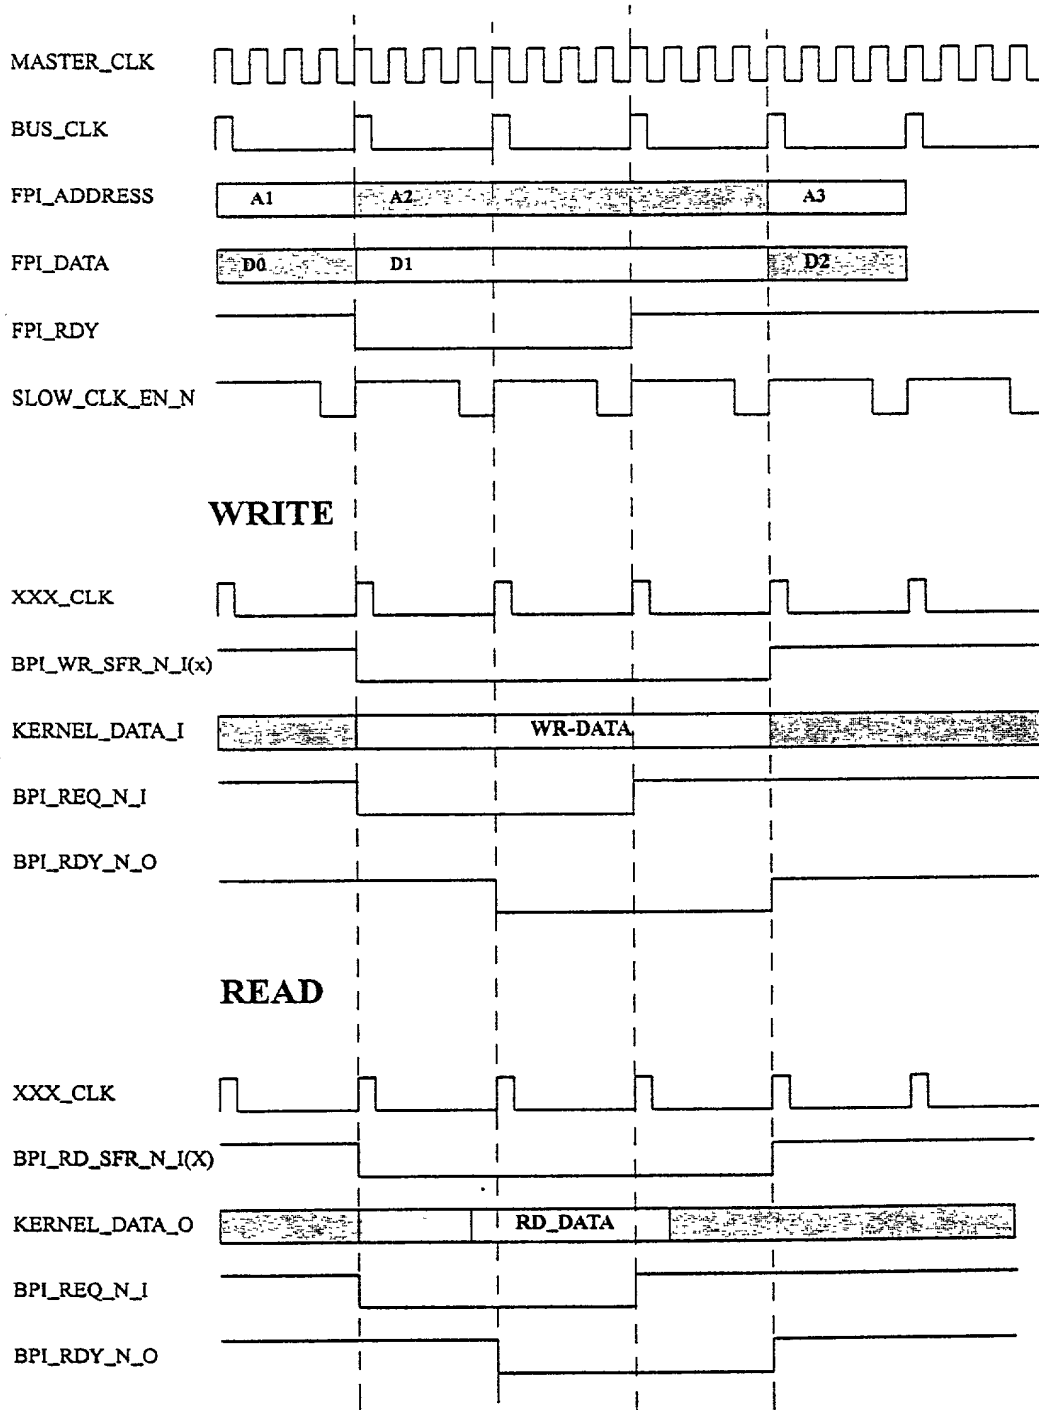 MASTER_CLK
BUS_CLK
FPI_ADDRESS A1 A2 A3
FPI_DATA D0 D1 D2
FPI_RDY
SLOW_CLK_EN_N
WRITE
XXX_CLK
BPI_WR_SFR_N_I(x)
KERNEL_DATA_I WR-DATA
BPI_REQ_N_I
BPI_RDY_N_O
READ
XXX_CLK
BPI_RD_SFR_N_I(X)
KERNEL_DATA_O RD_DATA
BPI_REQ_N_I
BPI_RDY_N_O